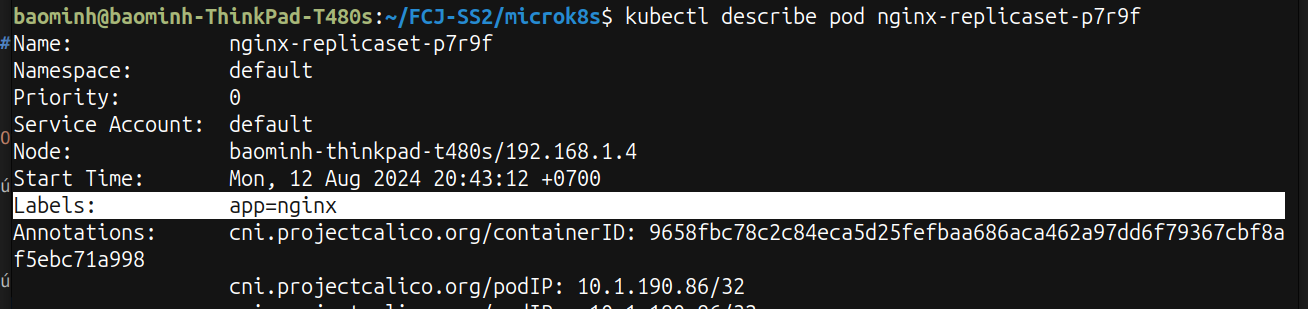 baominh@baominh-ThinkPad-T480s:~/FCJ-SS2/microk8s$ kubectl describe pod nginx-replicaset-p7r9f
Name:             nginx-replicaset-p7r9f
Namespace:        default
Priority:         0
Service Account:  default
Node:             baominh-thinkpad-t480s/192.168.1.4
Start Time:       Mon, 12 Aug 2024 20:43:12 +0700
Labels:           app=nginx
Annotations:      cni.projectcalico.org/containerID: 9658fbc78c2c84eca5d25fefbaa686aca462a97dd6f79367cbf8a
f5ebc71a998
                  cni.projectcalico.org/podIP: 10.1.190.86/32